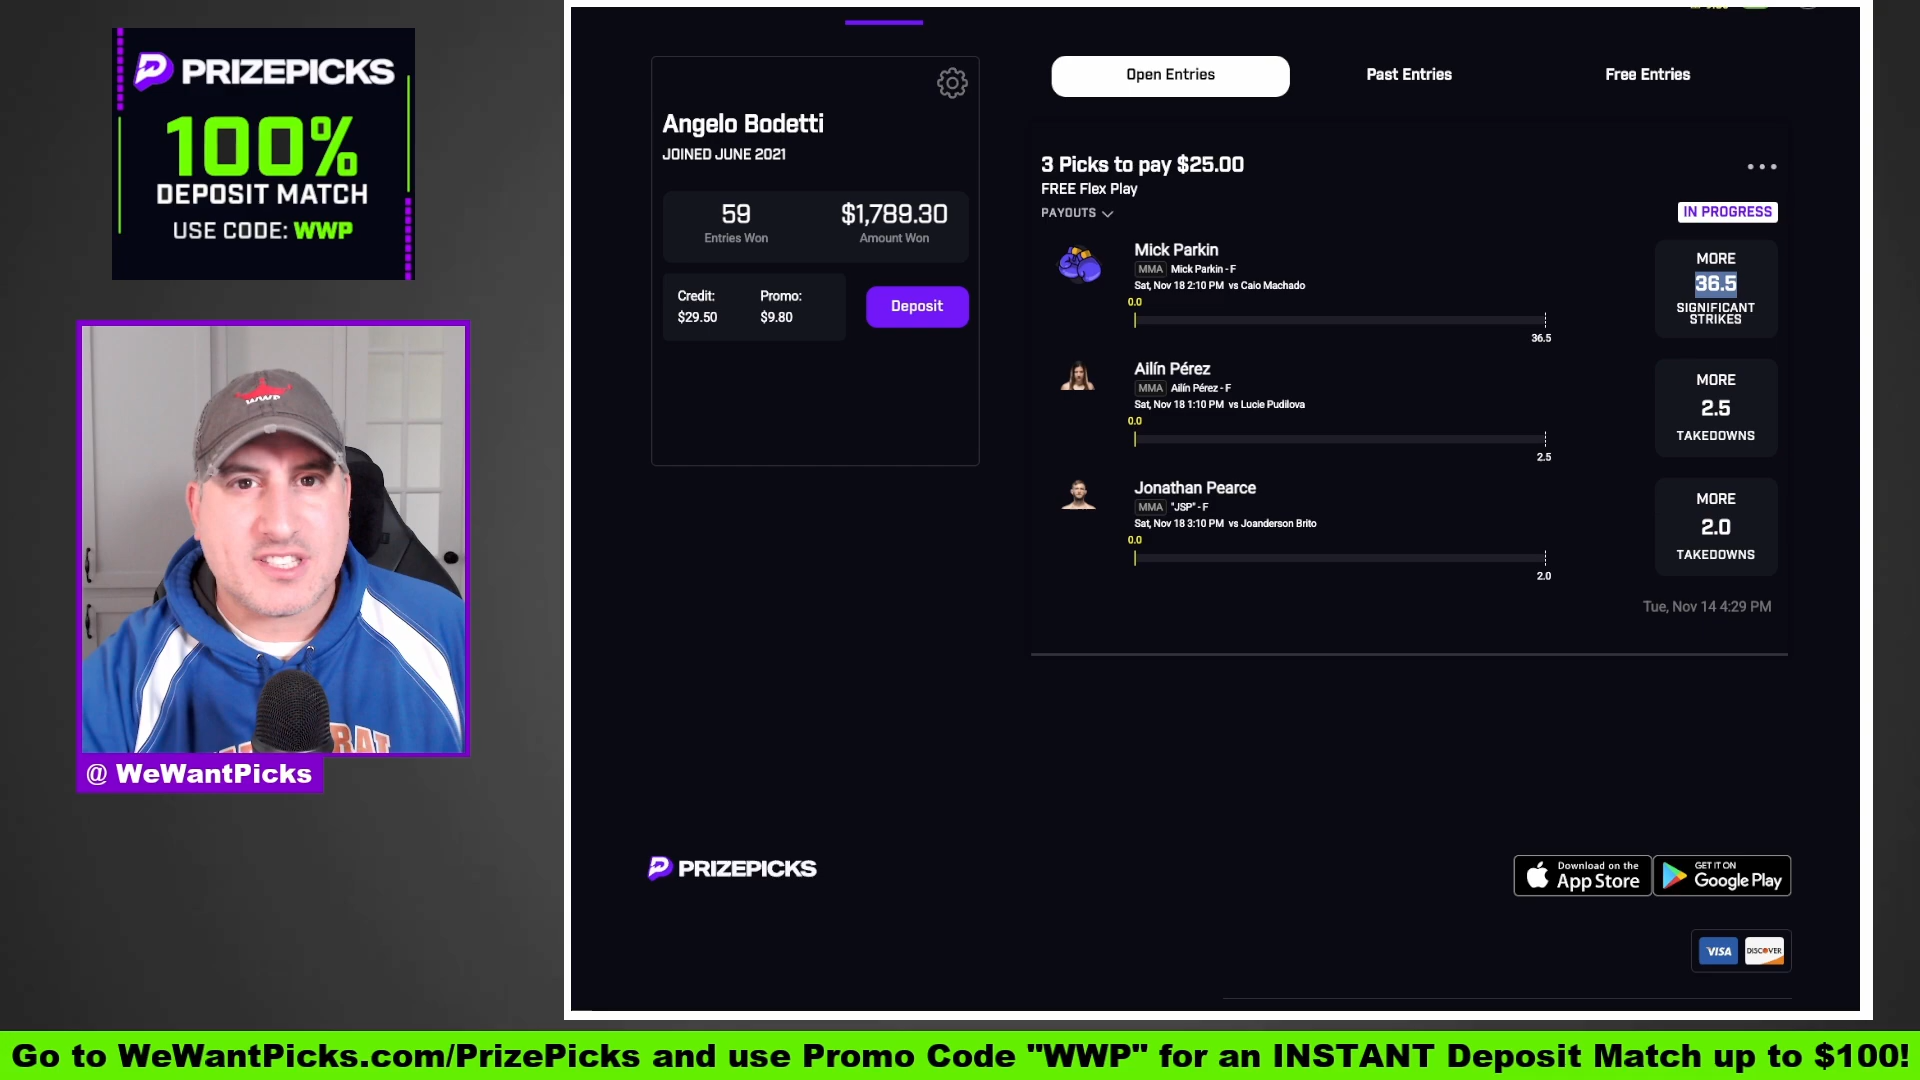 PRIZEPICKS
100%
DEPOSIT MATCH
USE CODE: WWP
WWP
@ WeWantPicks
Angelo Bodetti
JOINED JUNE 2021
59
Entries Won
$1,789.30
Amount Won
Credit:
$29.50
Promo:
$9.80
Deposit
Open Entries
Past Entries
Free Entries
3 Picks to pay $25.00
FREE Flex Play
PAYOUTS
IN PROGRESS
Mick Parkin
MMA Mick Parkin - F
Sat, Nov 18 2:10 PM vs Caio Machado
0.0
36.5
MORE
36.5
SIGNIFICANT
STRIKES
Ailín Pérez
MMA Ailín Pérez - F
Sat, Nov 18 1:10 PM vs Lucie Pudilova
0.0
2.5
MORE
2.5
TAKEDOWNS
Jonathan Pearce
MMA "JSP" - F
Sat, Nov 18 3:10 PM vs Joanderson Brito
0.0
2.0
MORE
2.0
TAKEDOWNS
Tue, Nov 14 4:29 PM
PRIZEPICKS
Download on the
App Store
GET IT ON
Google Play
VISA
DISCOVER
Go to WeWantPicks.com/PrizePicks and use Promo Code "WWP" for an INSTANT Deposit Match up to $100!